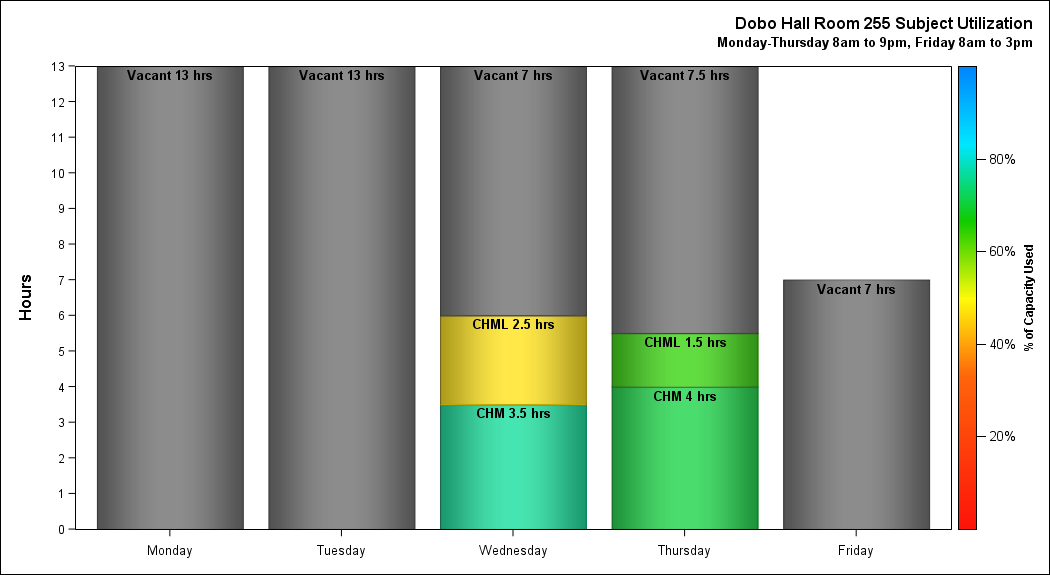 Dobo Hall Room 255 Subject Utilization
Monday-Thursday 8am to 9pm, Friday 8am to 3pm
Hours
13
12
11
10
9
8
7
6
5
4
3
2
1
0
Vacant 13 hrs
Vacant 13 hrs
Vacant 7 hrs
CHML 2.5 hrs
CHM 3.5 hrs
Vacant 7.5 hrs
CHML 1.5 hrs
CHM 4 hrs
Vacant 7 hrs
Monday
Tuesday
Wednesday
Thursday
Friday
80%
60%
40%
20%
% of Capacity Used